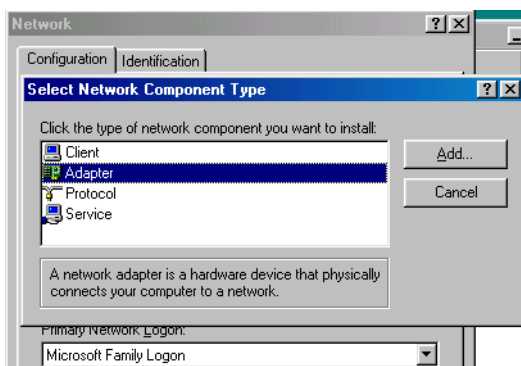 Network
Configuration Identification
Select Network Component Type
Click the type of network component you want to install:
Client
Adapter
Protocol
Service
Add...
Cancel
A network adapter is a hardware device that physically
connects your computer to a network.
Primary Network Logon:
Microsoft Family Logon